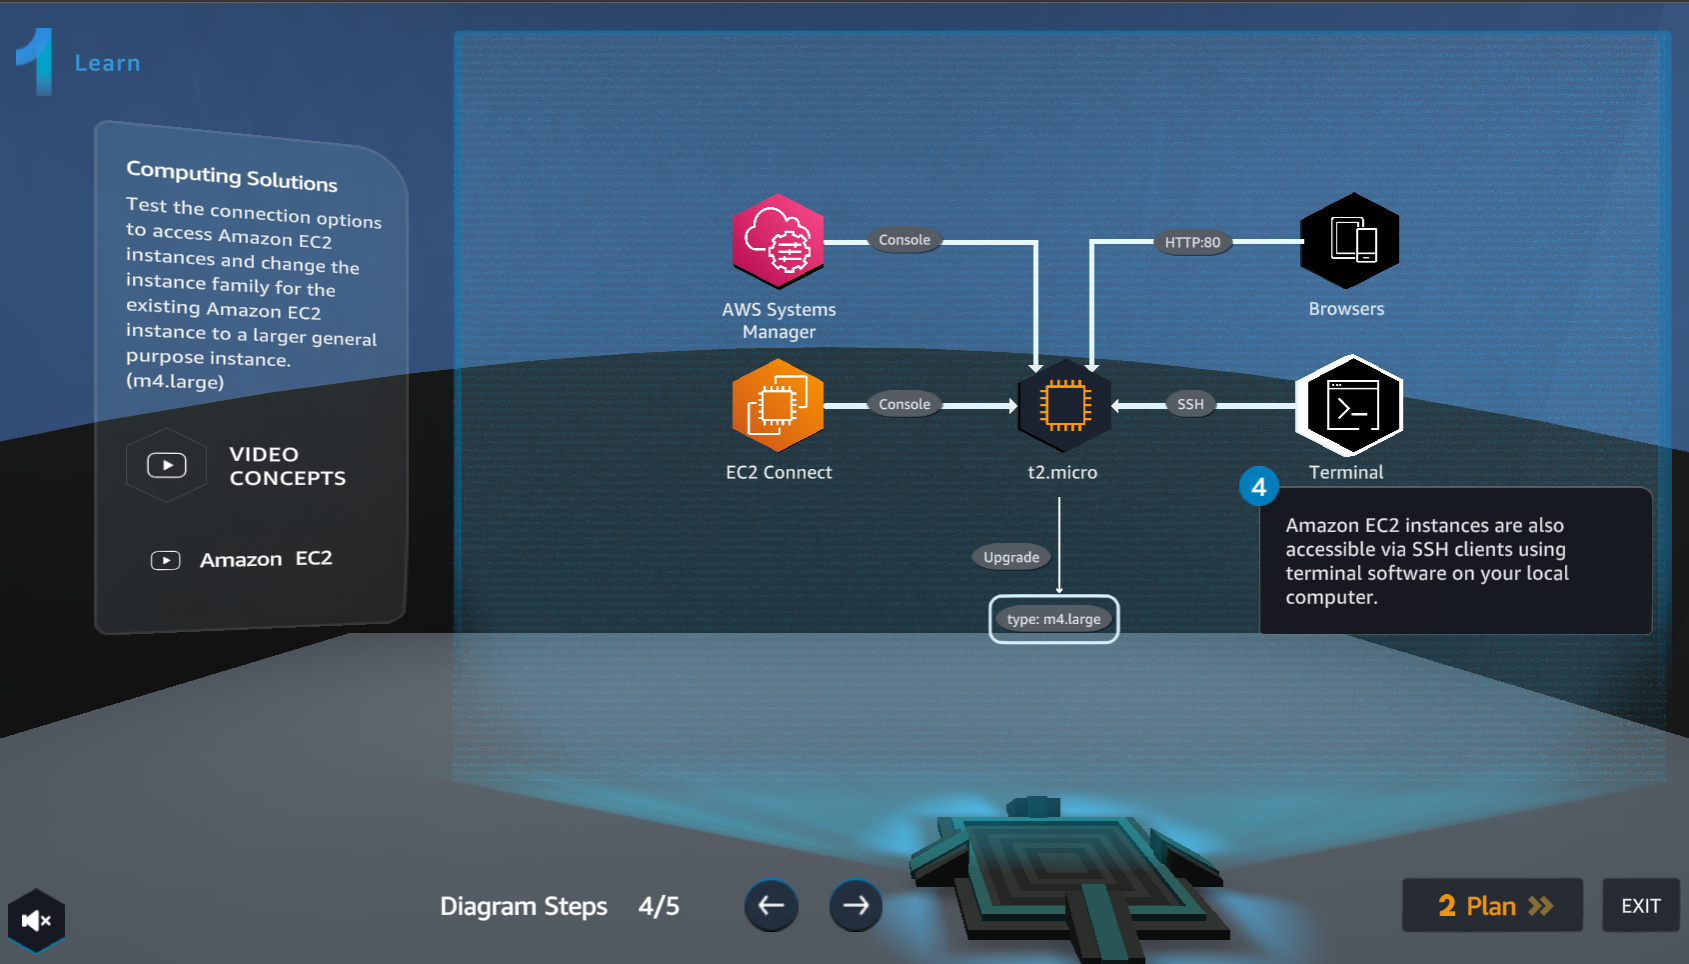 1 Learn
Computing Solutions
Test the connection options
to access Amazon EC2
instances and change the
instance family for the
existing Amazon EC2
instance to a larger general
purpose instance.
(m4.large)
VIDEO
CONCEPTS
Amazon EC2
Console
HTTP:80
AWS Systems
Manager
Browsers
Console
SSH
EC2 Connect
t2.micro
Terminal
4
Amazon EC2 instances are also
accessible via SSH clients using
terminal software on your local
computer.
Upgrade
type: m4.large
Diagram Steps 4/5
2 Plan
EXIT